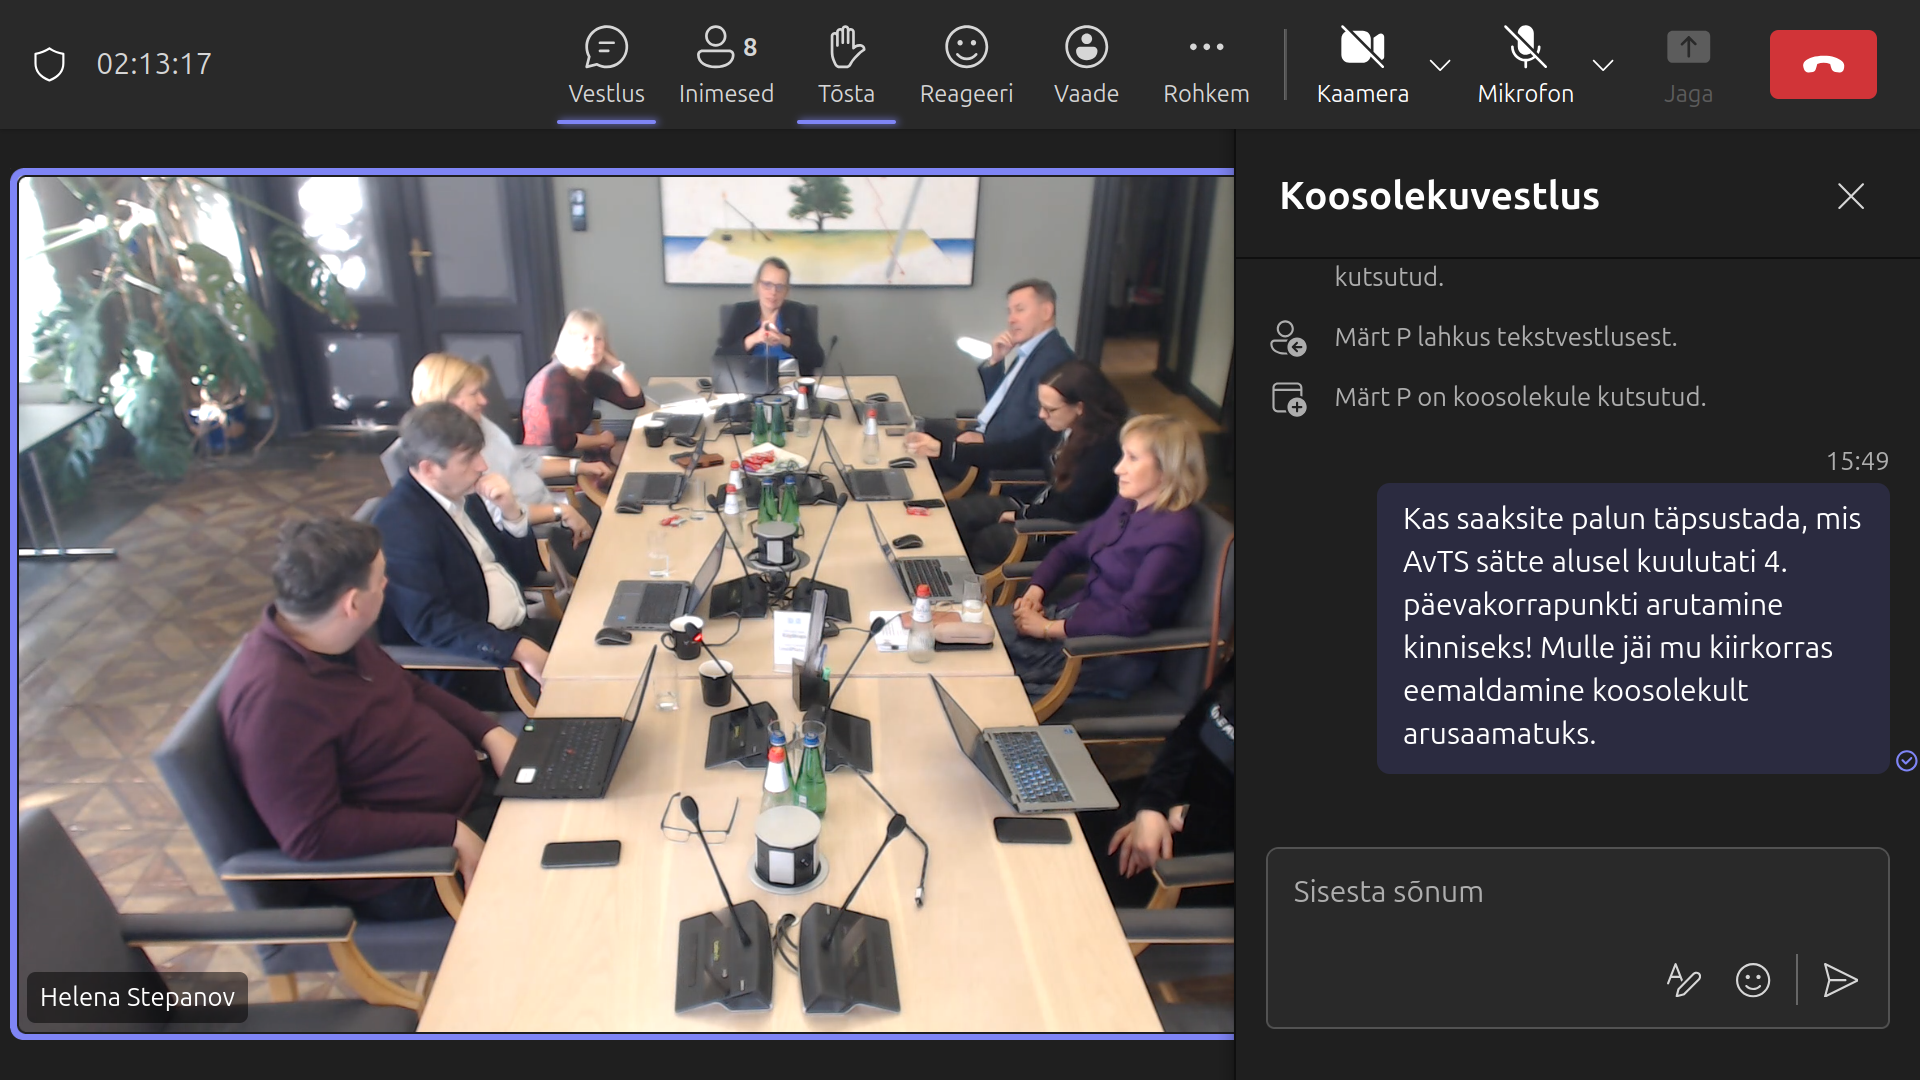 02:13:17
Vestlus
Inimesed 8
Tõsta
Reageeri
Vaade
Rohkem
Kaamera
Mikrofon
Jaga
Koosolekuvestlus
kutsutud.
Märt P lahkus tekstvestlusest.
Märt P on koosolekule kutsutud.
15:49
Kas saaksite palun täpsustada, mis
AvTS sätte alusel kuulutati 4.
päevakorrapunkti arutamine
kinniseks! Mulle jäi mu kiirkorras
eemaldamine koosolekult
arusaamatuks.
Sisesta sõnum
Helena Stepanov